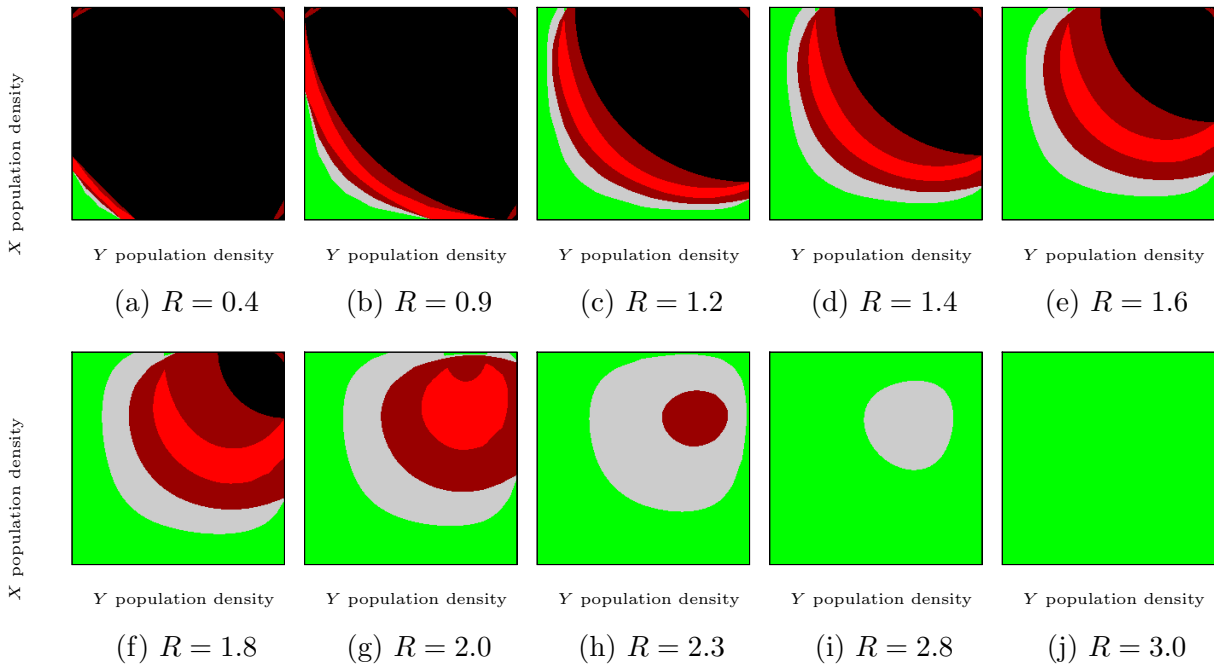 X population density
Y population density Y population density Y population density Y population density Y population density
(a) R = 0.4 (b) R = 0.9 (c) R = 1.2 (d) R = 1.4 (e) R = 1.6
X population density
Y population density Y population density Y population density Y population density Y population density
(f) R = 1.8 (g) R = 2.0 (h) R = 2.3 (i) R = 2.8 (j) R = 3.0